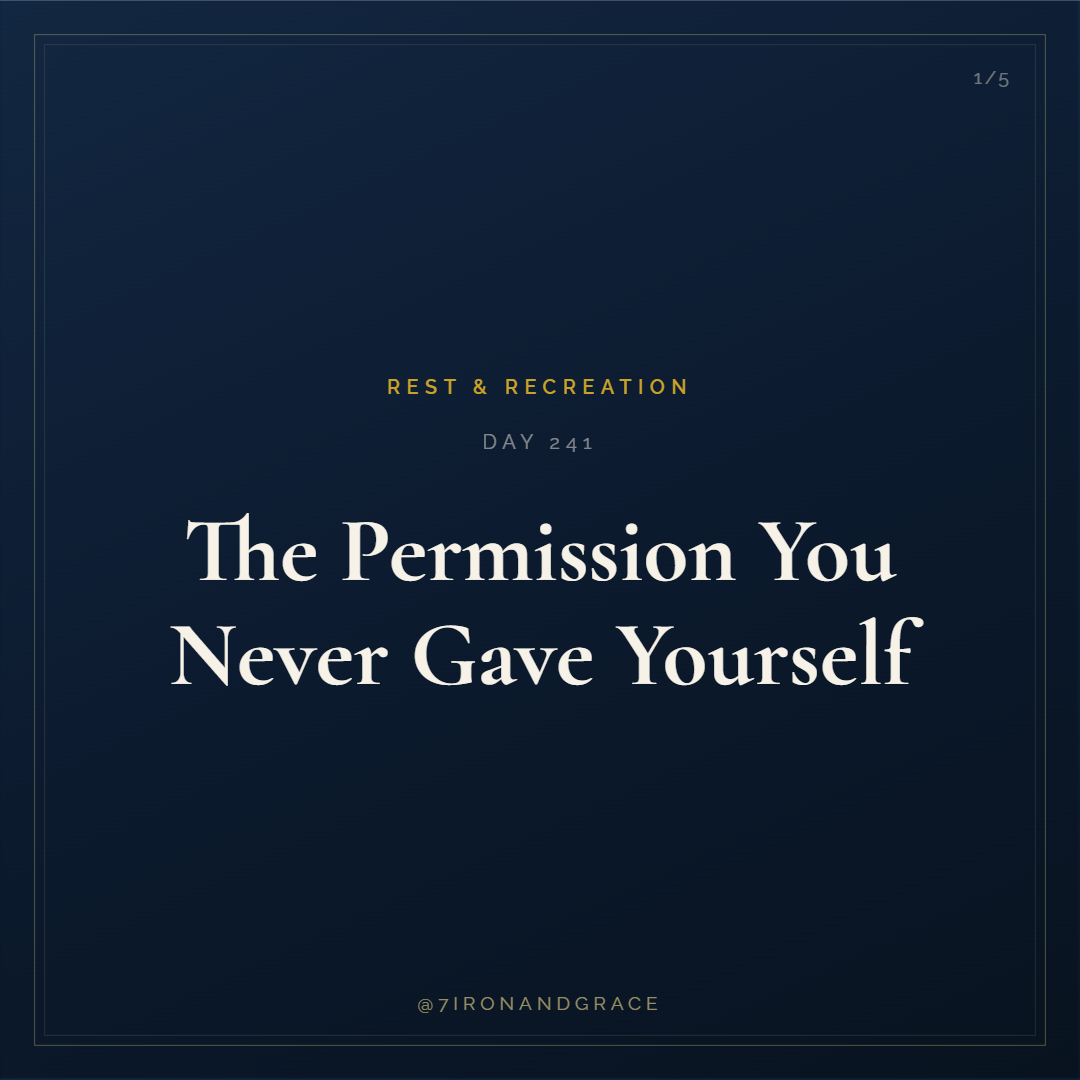 1/5
REST & RECREATION
DAY 241
The Permission You
Never Gave Yourself
@7IRONANDGRACE